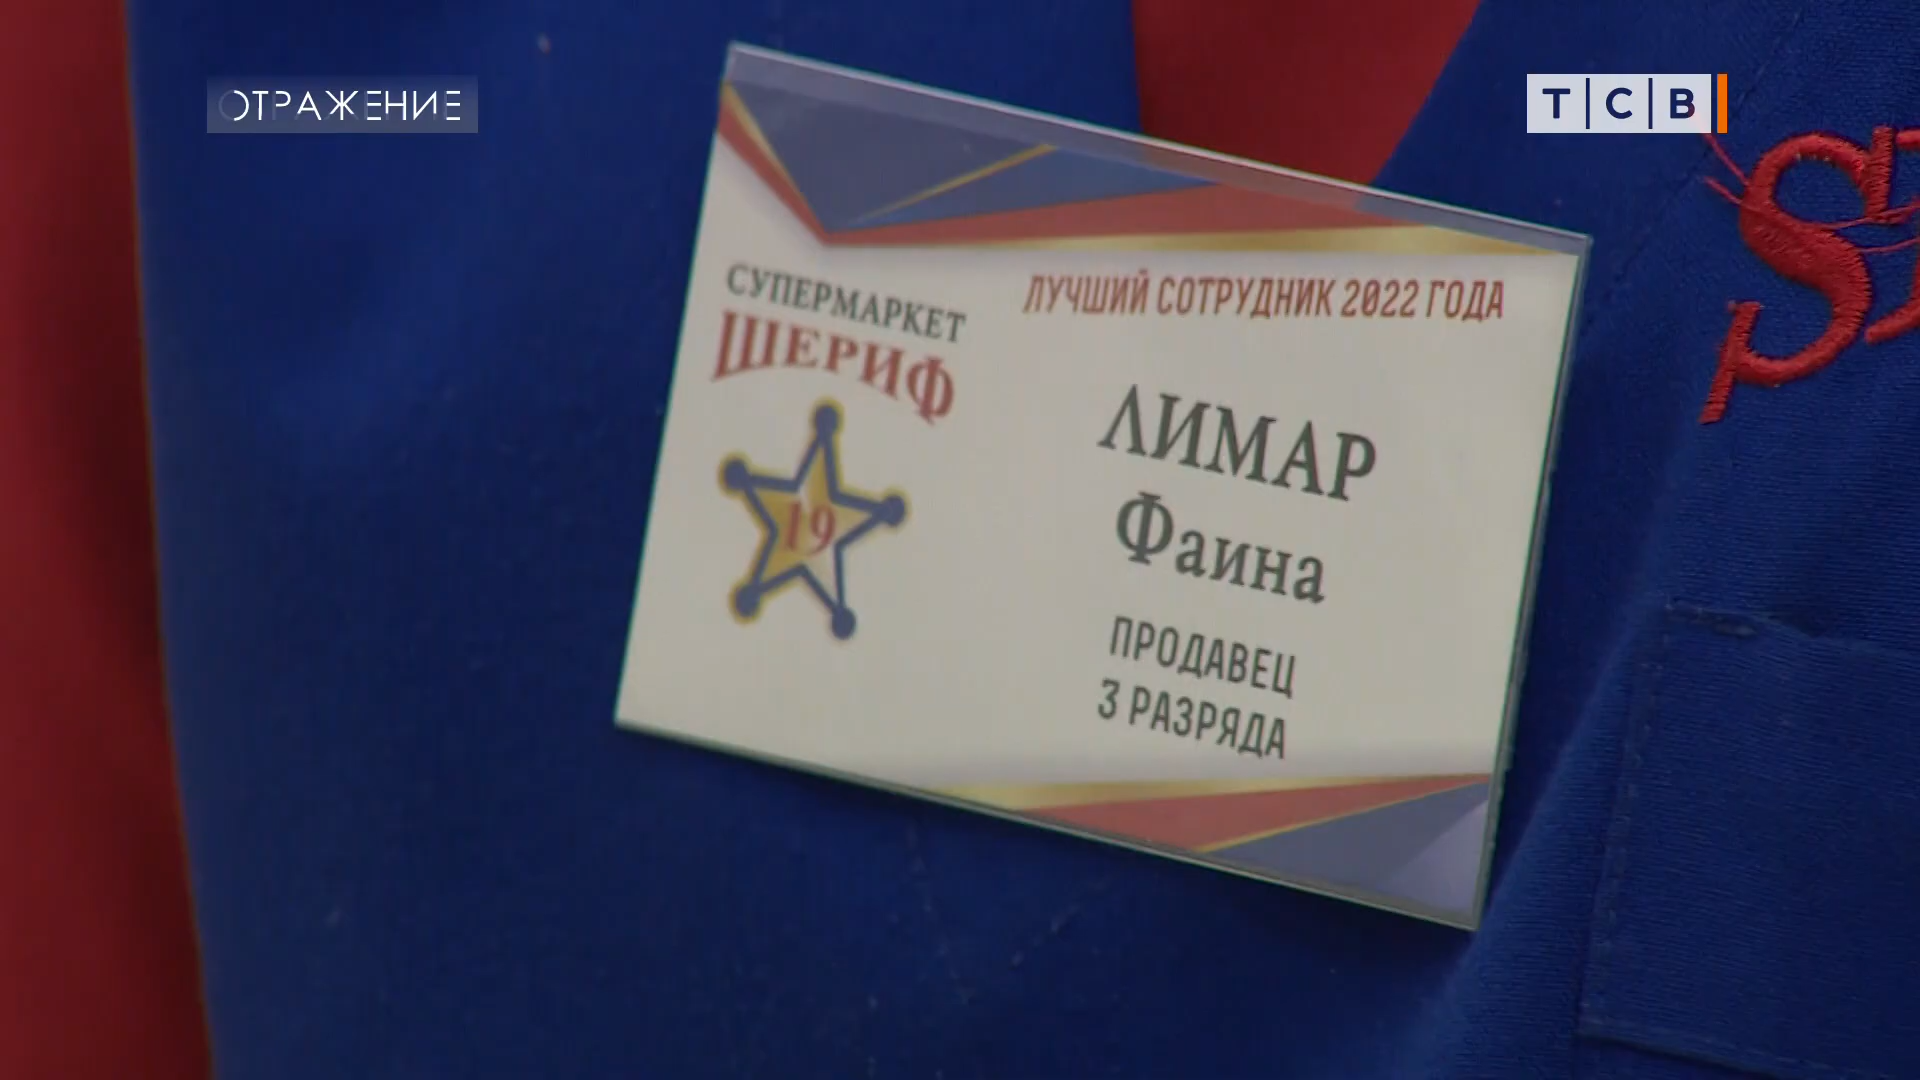 ОТРАЖЕНИЕ
ТСВ
СУПЕРМАРКЕТ
ШЕРИФ
19
ЛУЧШИЙ СОТРУДНИК 2022 ГОДА
ЛИМАР
Фаина
ПРОДАВЕЦ
3 РАЗРЯДА